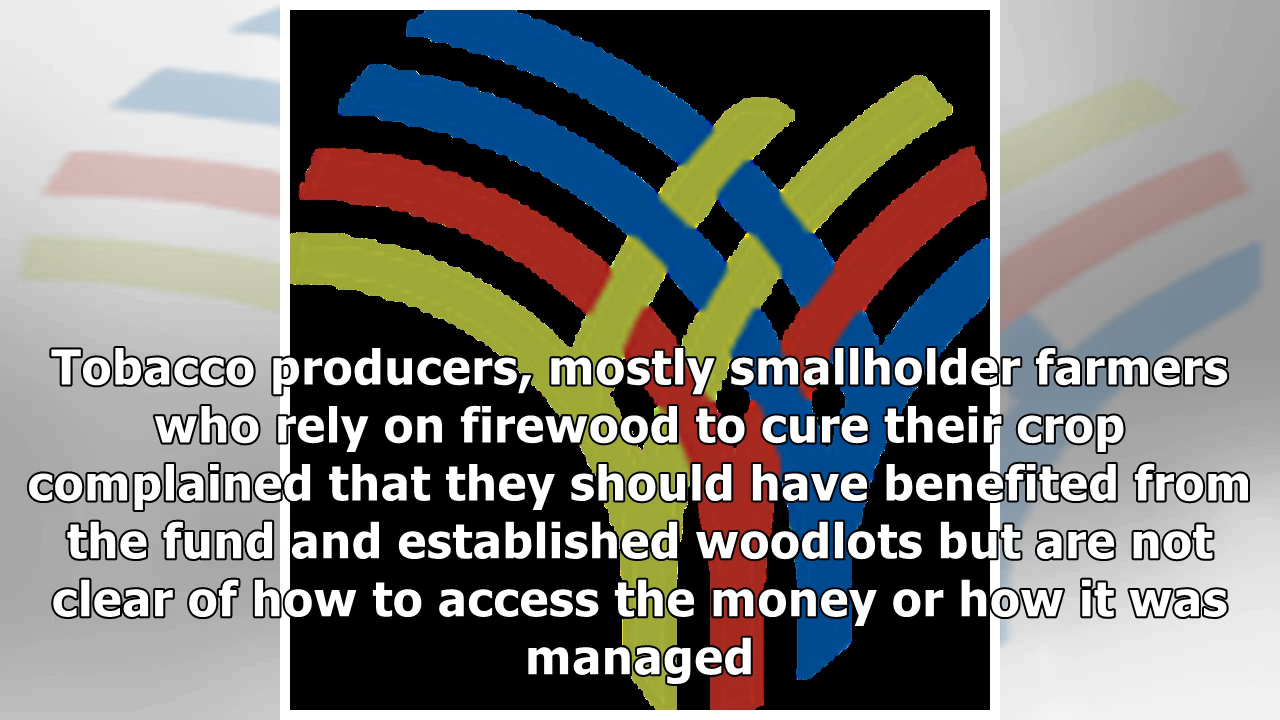 Tobacco producers, mostly smallholder farmers
who rely on firewood to cure their crop
complained that they should have benefited from
the fund and established woodlots but are not
clear of how to access the money or how it was
managed